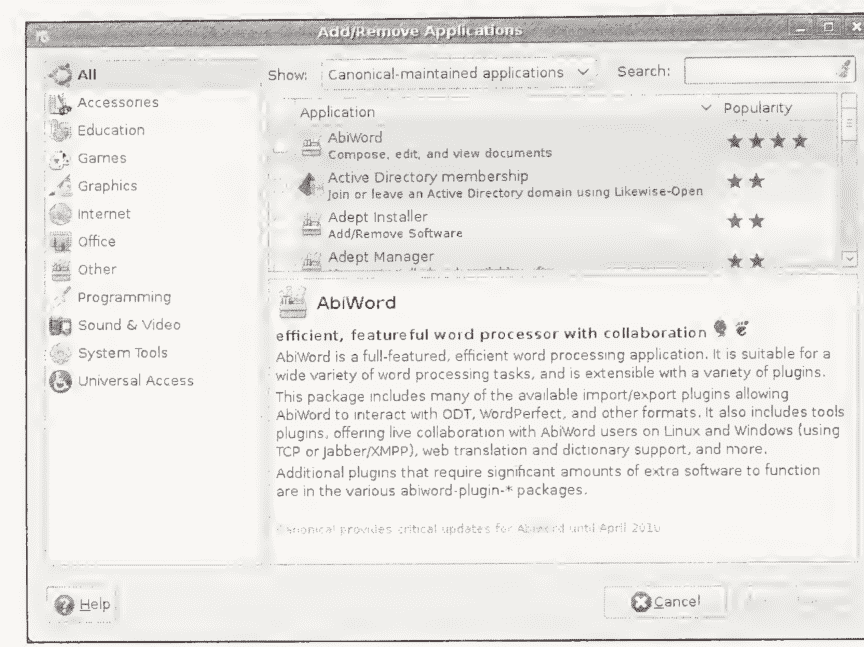 Add/Remove Applications
All
Accessories
Education
Games
Graphics
Internet
Office
Other
Programming
Sound & Video
System Tools
Universal Access
Show: Canonical-maintained applications Search:
Application Popularity
AbiWord
Compose, edit, and view documents
Active Directory membership
Join or leave an Active Directory domain using Likewise-Open
Adept Installer
Add/Remove Software
Adept Manager
AbiWord
efficient, featureful word processor with collaboration
AbiWord is a full-featured, efficient word processing application. It is suitable for a
wide variety of word processing tasks, and is extensible with a variety of plugins.
This package includes many of the available import/export plugins allowing
AbiWord to interact with ODT, WordPerfect, and other formats. It also includes tools
plugins, offering live collaboration with AbiWord users on Linux and Windows (using
TCP or Jabber/XMPP), web translation and dictionary support, and more.
Additional plugins that require significant amounts of extra software to function
are in the various abiword-plugin-* packages.
Canonical provides critical updates for Abiword until April 2010
Help
Cancel